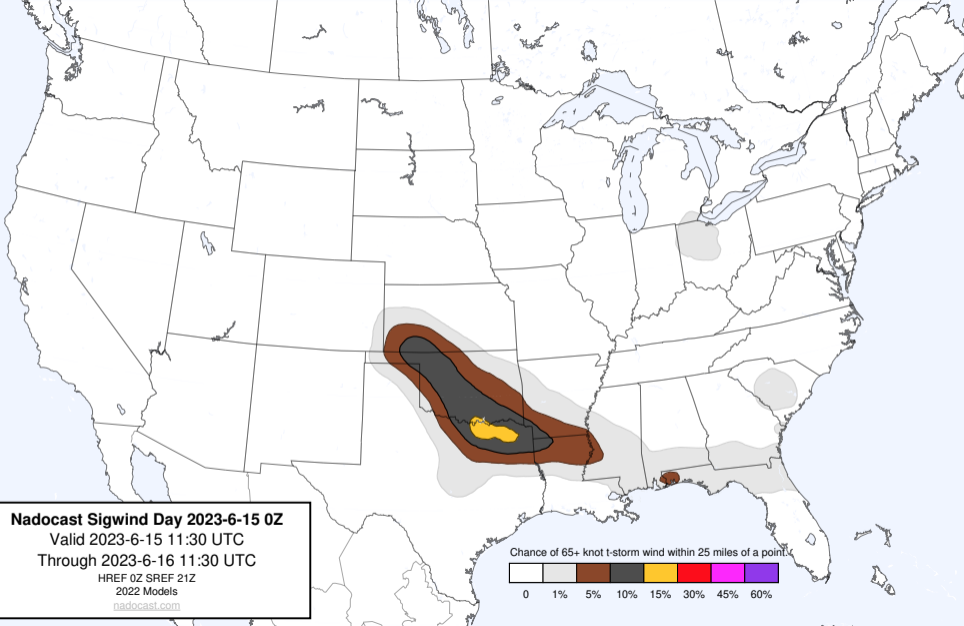 Nadocast Sigwind Day 2023-6-15 0Z
Valid 2023-6-15 11:30 UTC
Through 2023-6-16 11:30 UTC
HREF 0Z SREF 21Z
2022 Models
nadocast.com
Chance of 65+ knot t-storm wind within 25 miles of a point.
0 1% 5% 10% 15% 30% 45% 60%